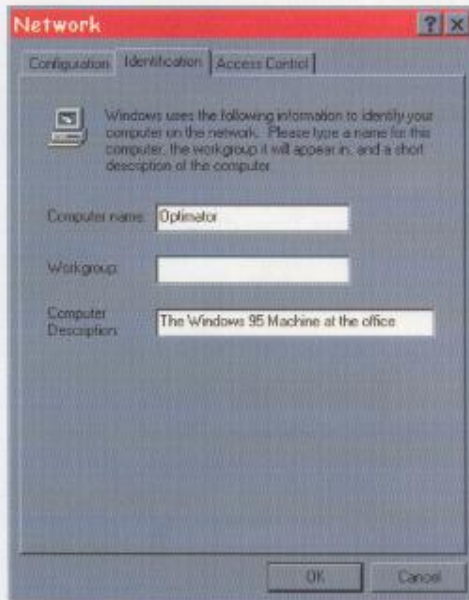 Network
? ×
Configuration Identification Access Control
Windows uses the following information to identify your
computer on the network. Please type a name for this
computer, the workgroup it will appear in, and a short
description of the computer
Computer name: Optimator
Workgroup:
Computer
Description: The Windows 95 Machine at the office
OK Cancel